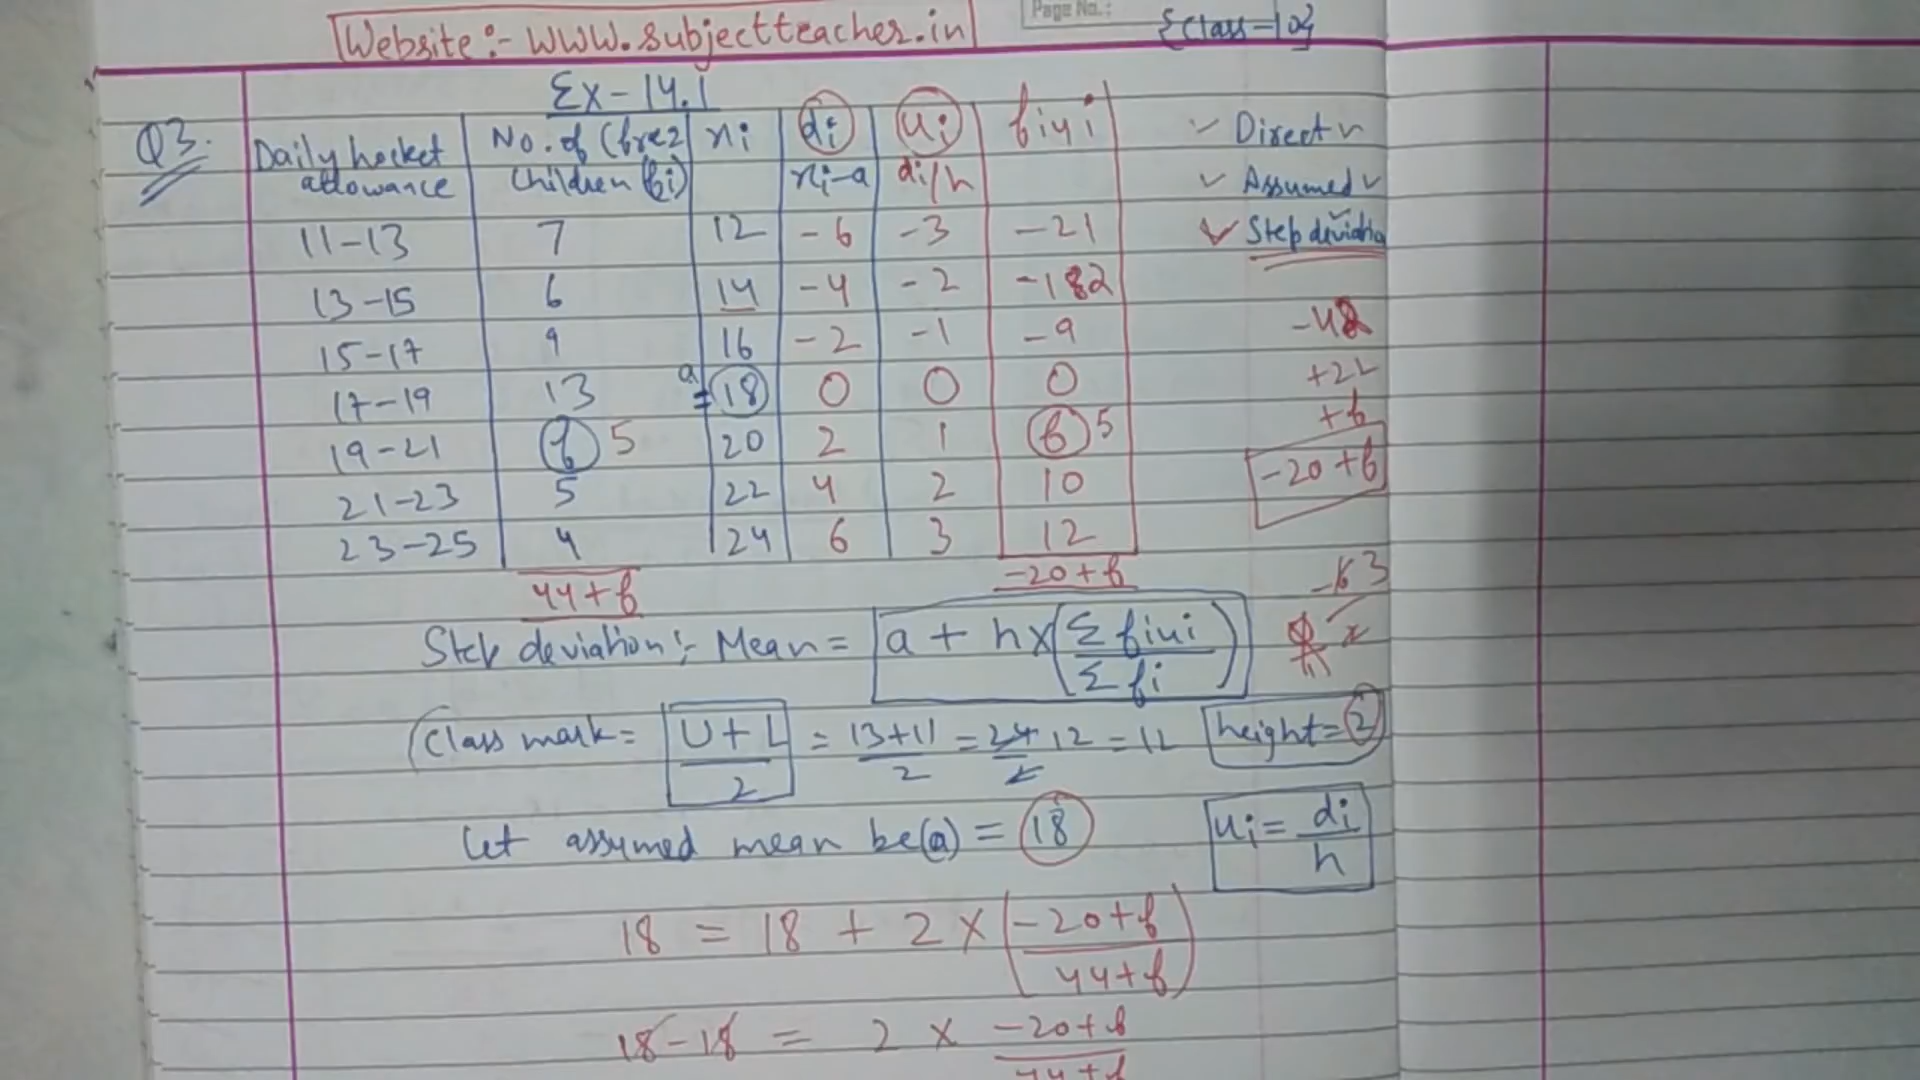 Website:- www.subjectteacher.in
Page No.:
{Class-10}
Ex-14.1
Q3. Daily pocket allowance No. of children (fi) xi di ui fiui
xi-a di/h
11-13 7 12 -6 -3 -21
13-15 6 14 -4 -2 -12
15-17 9 16 -2 -1 -9
17-19 13 a=18 0 0 0
19-21 f 5 20 2 1 f 5
21-23 5 22 4 2 10
23-25 4 24 6 3 12
44+f -20+f
Direct
Assumed
Step deviation
-42
+22
+f
-20+f
Step deviation:- Mean = a + h x (Σ fiui / Σ fi)
Class mark = U+L / 2 = 13+11 / 2 = 24 / 2 12 = 12 height = 2
Let assumed mean be(a) = 18 ui = di / h
18 = 18 + 2 x (-20+f / 44+f)
18-18 = 2 x -20+f / 44+f